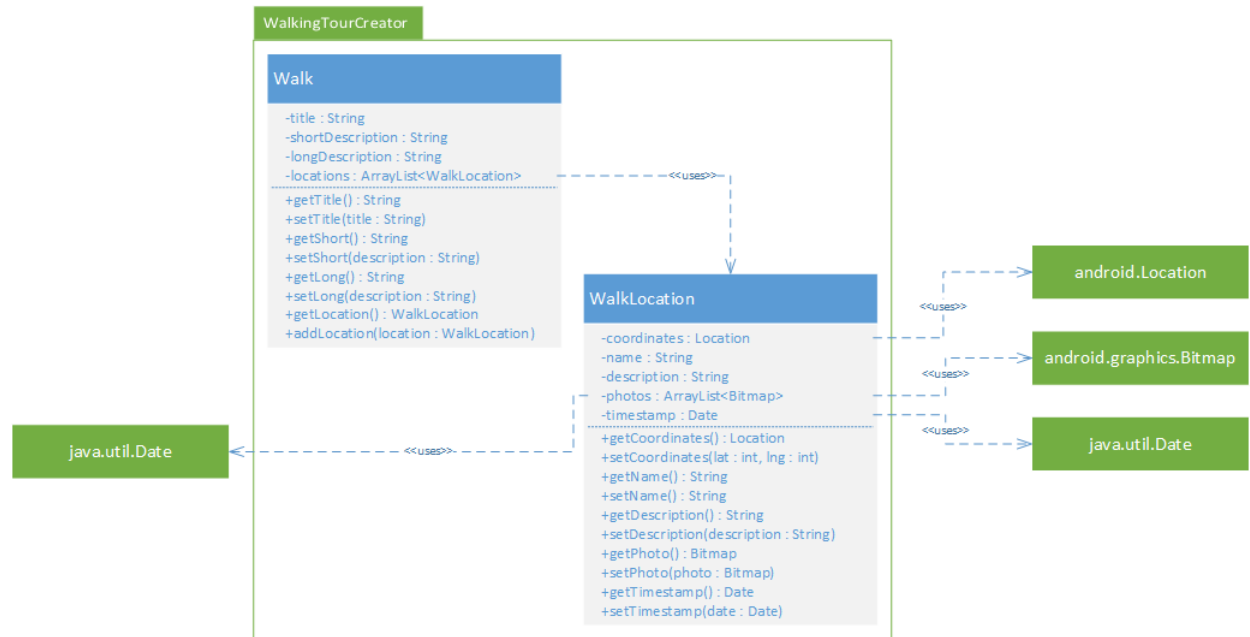 WalkingTourCreator
Walk
-title : String
-shortDescription : String
-longDescription : String
-locations : ArrayList<WalkLocation>
+getTitle() : String
+setTitle(title : String)
+getShort() : String
+setShort(description : String)
+getLong() : String
+setLong(description : String)
+getLocation() : WalkLocation
+addLocation(location : WalkLocation)
<<uses>>
WalkLocation
-coordinates : Location
-name : String
-description : String
-photos : ArrayList<Bitmap>
-timestamp : Date
+getCoordinates() : Location
+setCoordinates(lat : int, lng : int)
+getName() : String
+setName() : String
+getDescription() : String
+setDescription(description : String)
+getPhoto() : Bitmap
+setPhoto(photo : Bitmap)
+getTimestamp() : Date
+setTimestamp(date : Date)
<<uses>>
android.Location
<<uses>>
android.graphics.Bitmap
<<uses>>
java.util.Date
<<uses>>
java.util.Date